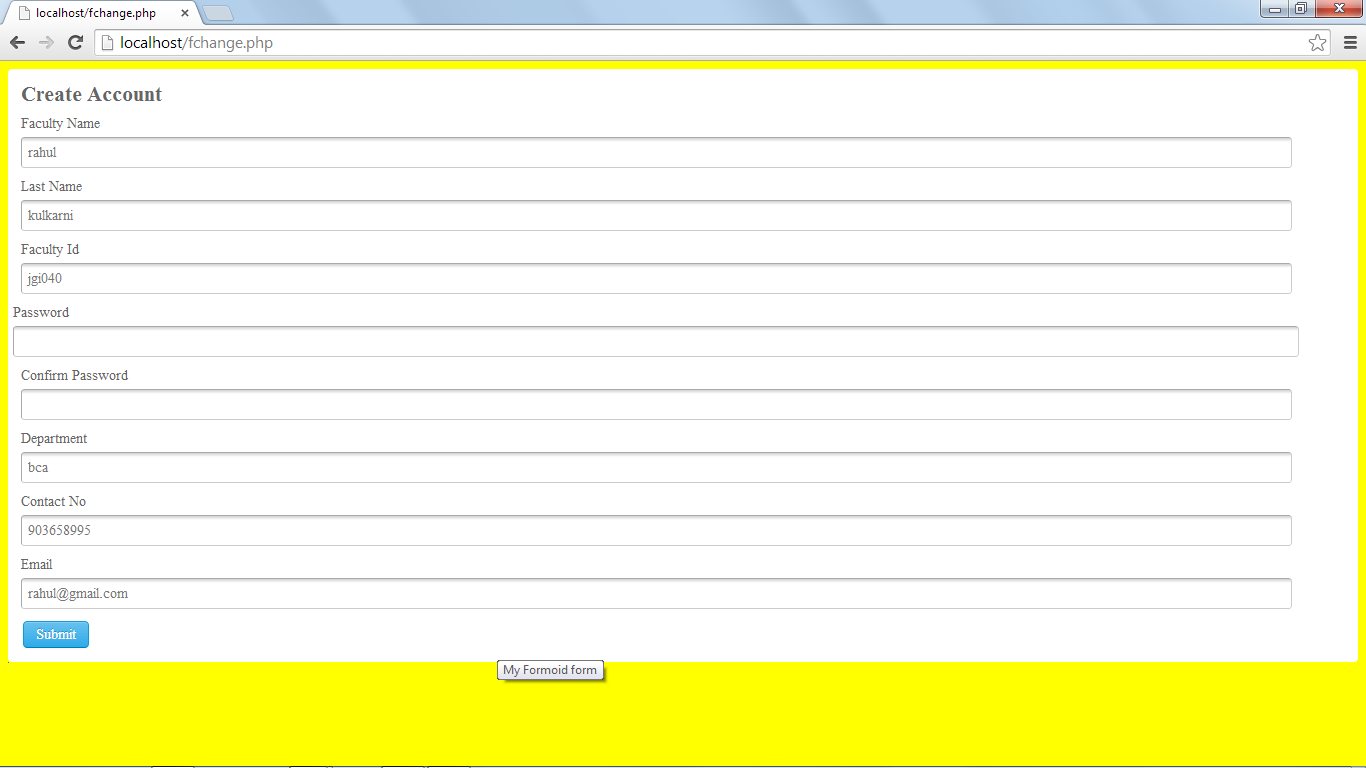 localhost/fchange.php
localhost/fchange.php
Create Account
Faculty Name
rahul
Last Name
kulkarni
Faculty Id
jgi040
Password
Confirm Password
Department
bca
Contact No
903658995
Email
rahul@gmail.com
Submit
My Formoid form